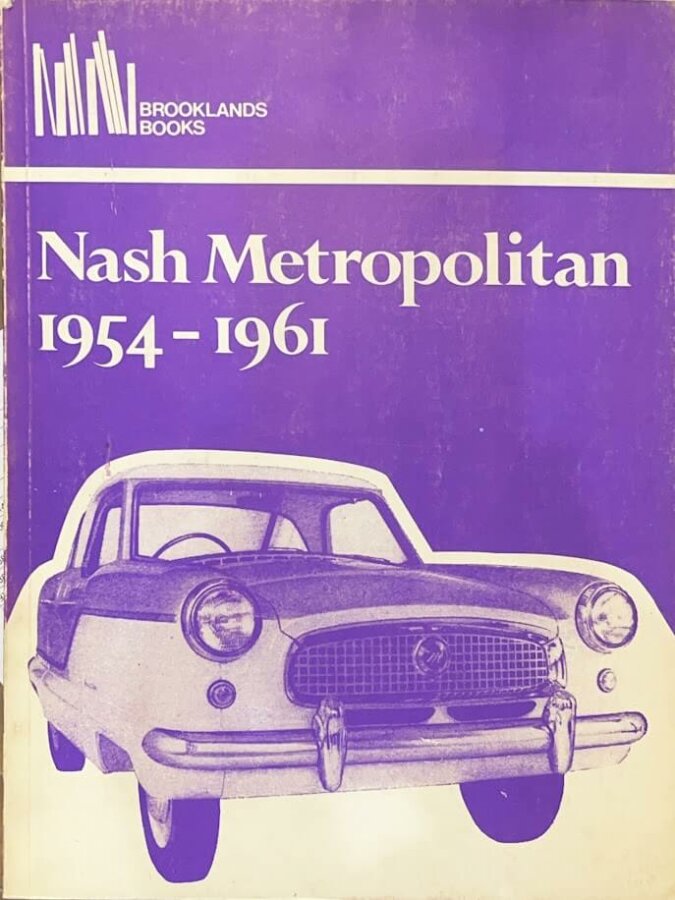 BROOKLANDS
BOOKS
Nash Metropolitan
1954-1961